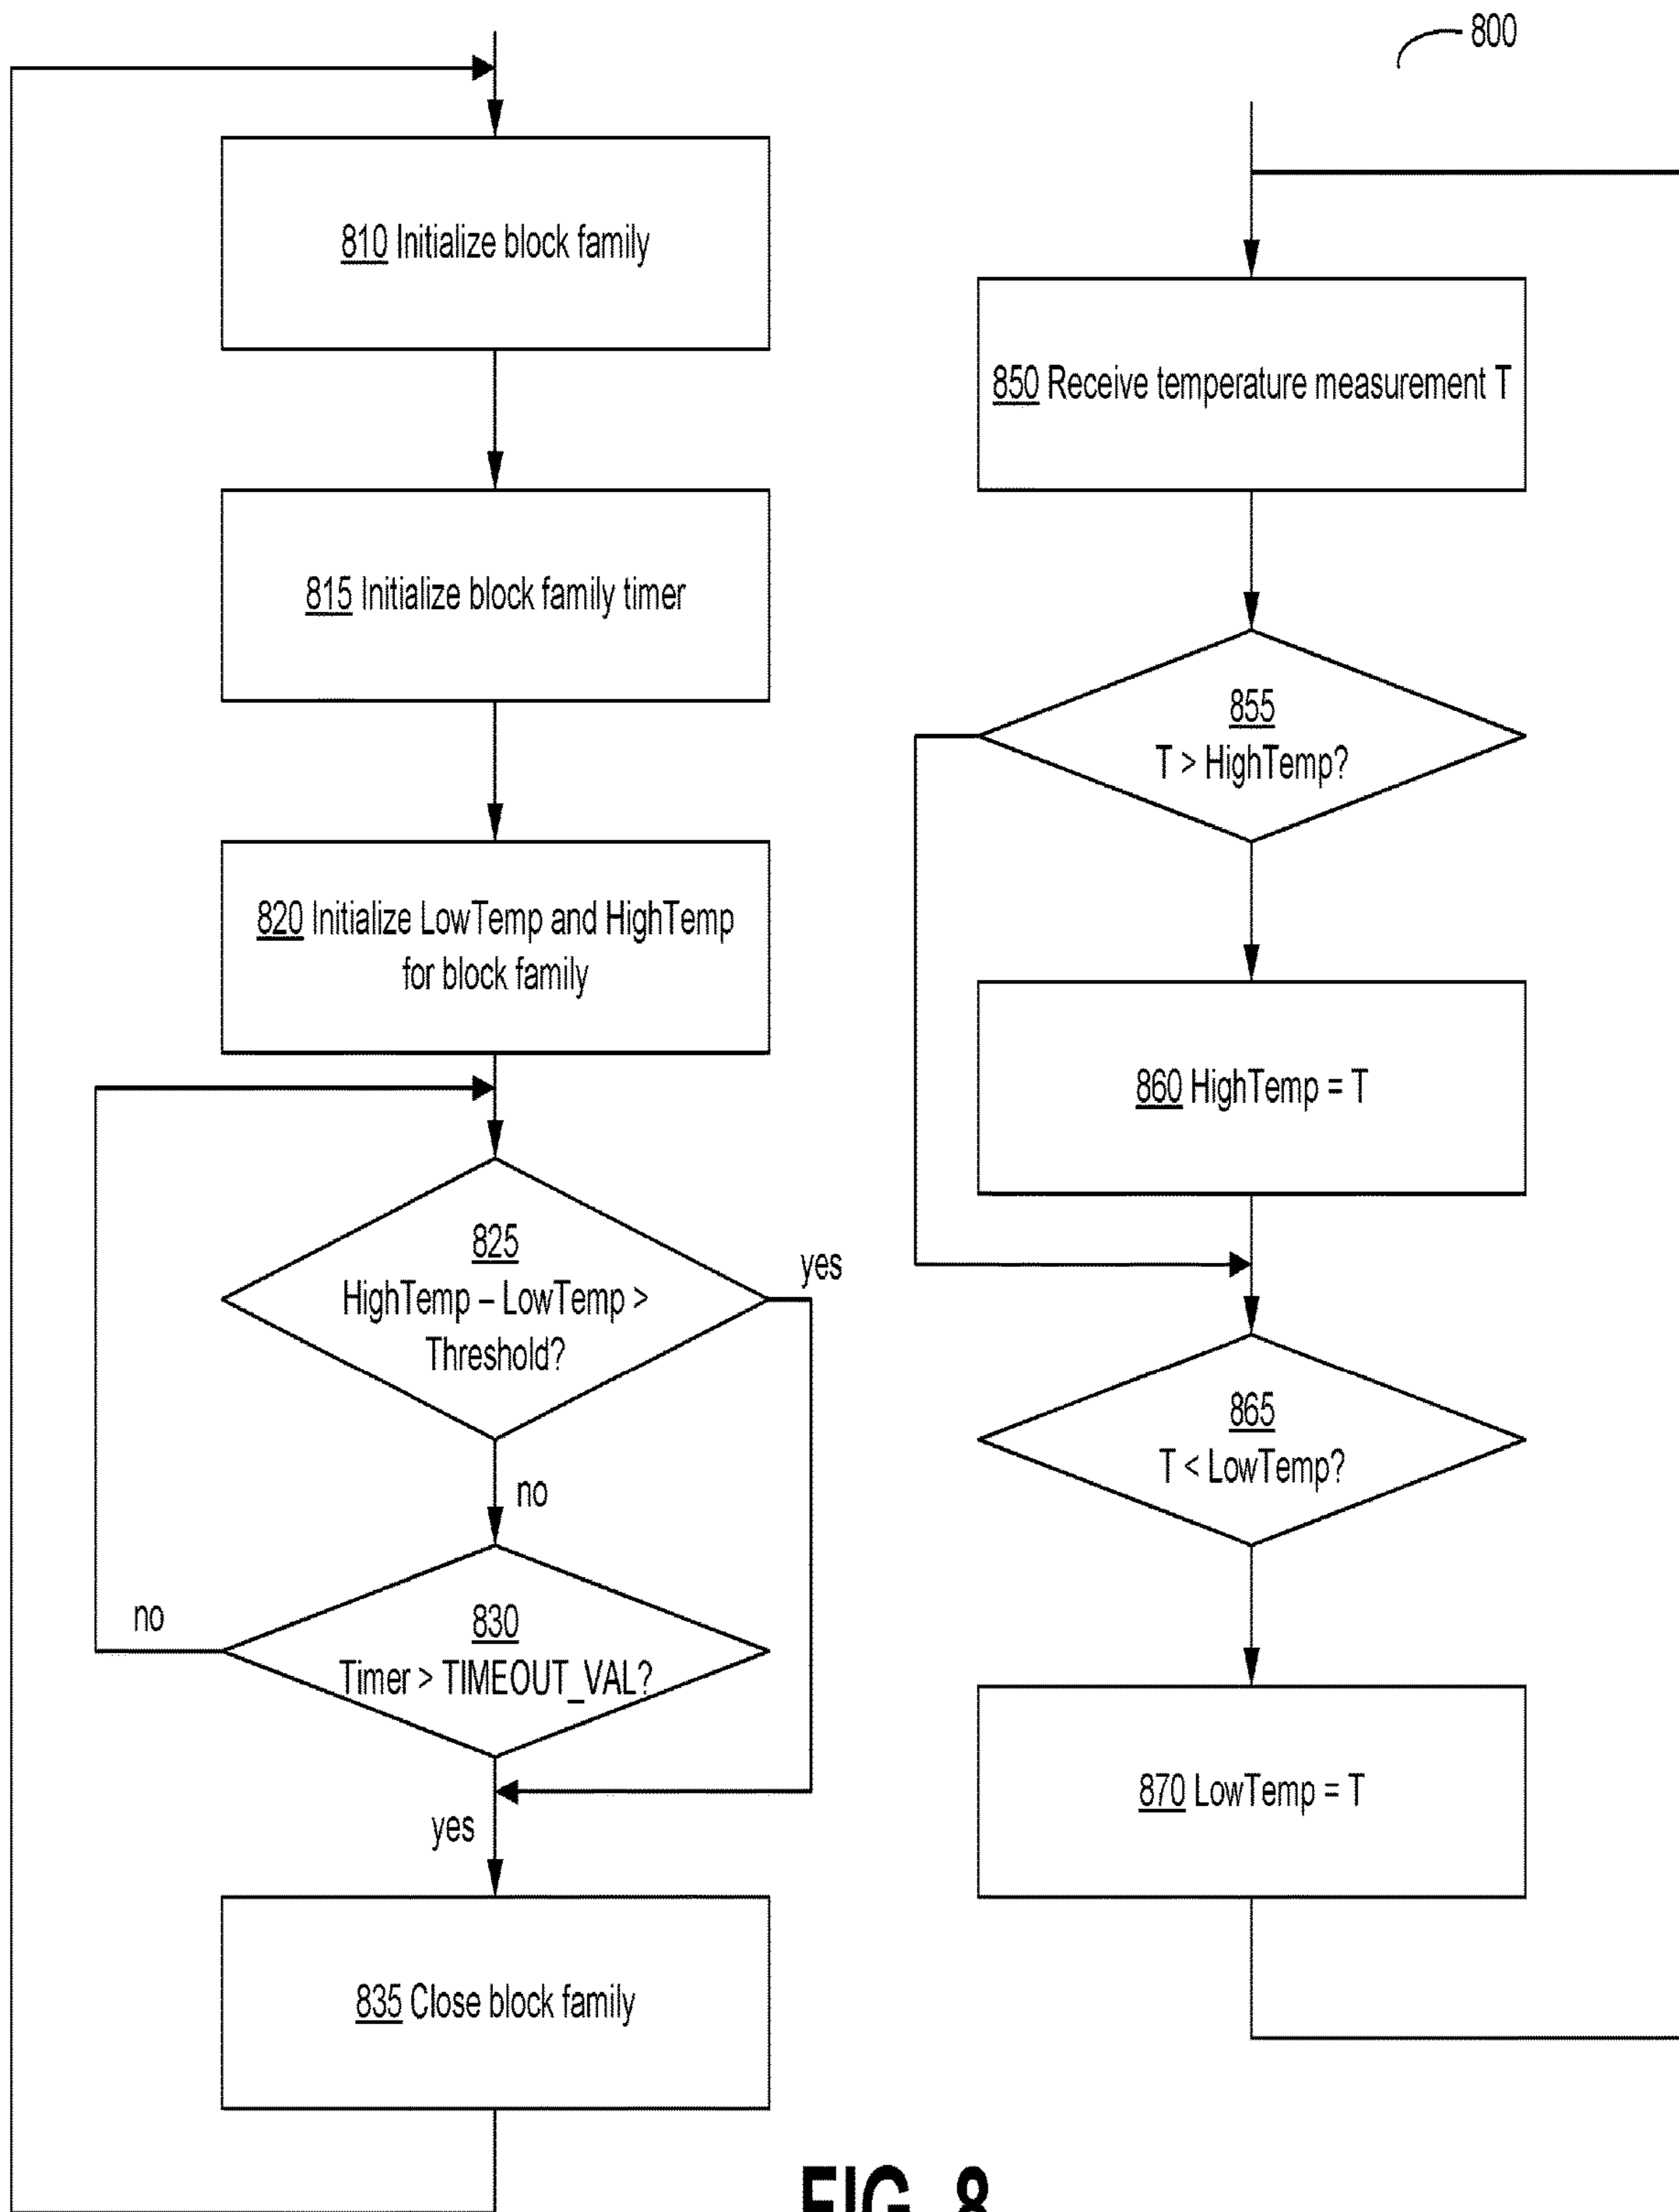 800
810 Initialize block family
815 Initialize block family timer
820 Initialize LowTemp and HighTemp
for block family
825
HighTemp – LowTemp >
Threshold?
yes
no
830
Timer > TIMEOUT_VAL?
no
yes
835 Close block family
850 Receive temperature measurement T
855
T > HighTemp?
860 HighTemp = T
865
T < LowTemp?
870 LowTemp = T
FIG. 8